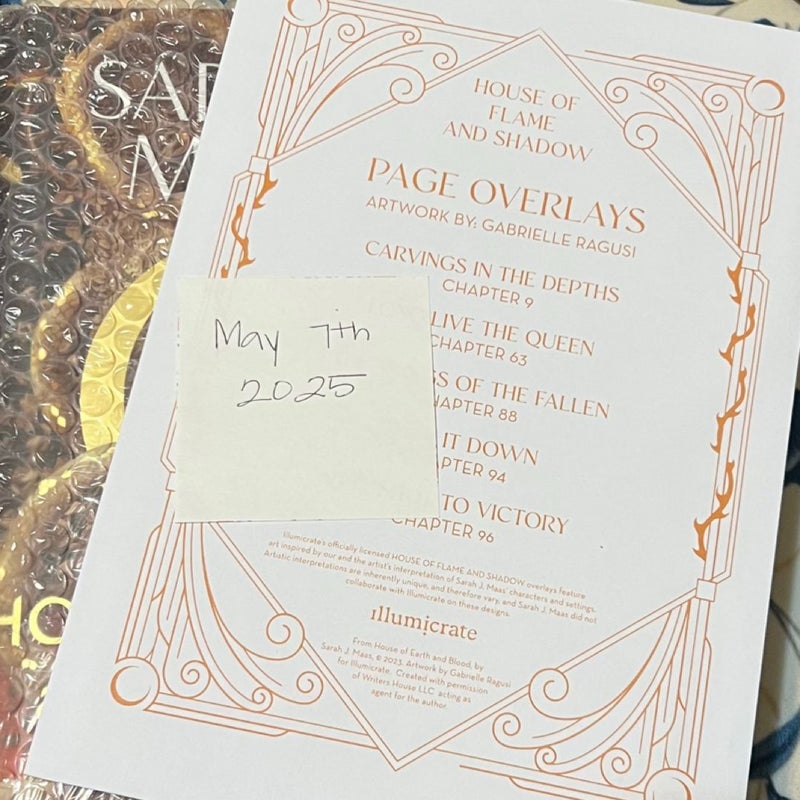 SAR
M
HO
HOUSE OF
FLAME
AND SHADOW
PAGE OVERLAYS
ARTWORK BY: GABRIELLE RAGUSI
CARVINGS IN THE DEPTHS
CHAPTER 9
LIVE THE QUEEN
CHAPTER 63
SS OF THE FALLEN
HAPTER 88
IT DOWN
PTER 94
TO VICTORY
CHAPTER 96
May 7th
2025
Illumicrate's officially licensed HOUSE OF FLAME AND SHADOW overlays feature
art inspired by our and the artist's interpretation of Sarah J. Maas' characters and settings.
Artistic interpretations are inherently unique, and therefore vary, and Sarah J. Maas did not
collaborate with Illumicrate on these designs.
illumicrate
From House of Earth and Blood, by
Sarah J. Maas, © 2023. Artwork by Gabrielle Ragusi
for Illumicrate. Created with permission
of Writers House LLC acting as
agent for the author.